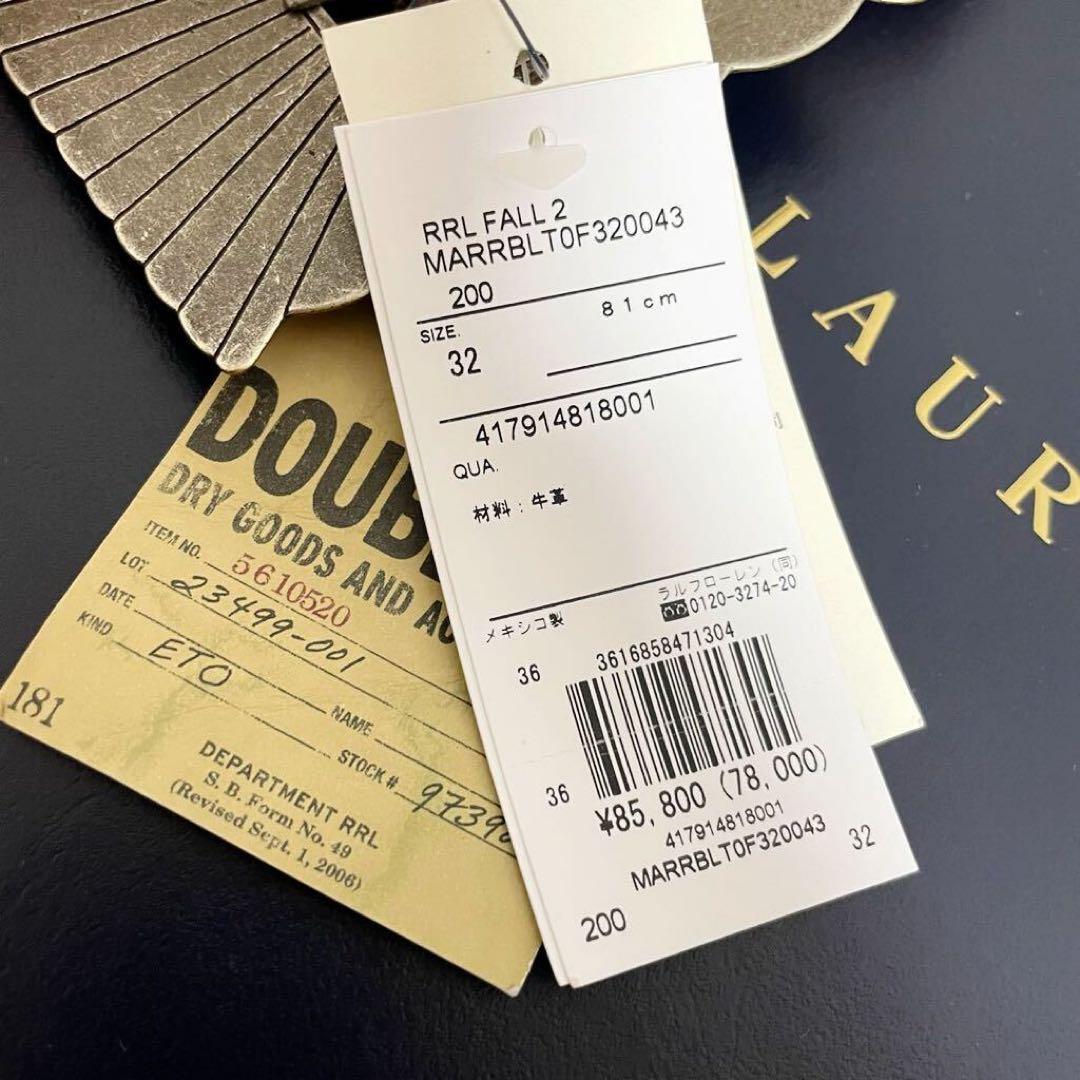 RRL FALL 2
MARRBLT0F320043
200
81cm
SIZE.
32
417914818001
QUA.
材料：牛革
ラルフローレン（同）
0120-3274-20
メキシコ製
36
3616858471304
36
¥85,800 (78,000)
417914818001
MARRBLT0F320043
32
200
DRY GOODS AND
ITEM NO. 5610520
LOT 23499-001
DATE
KIND ETO
NAME
181
STOCK#
DEPARTMENT RRL
S. B. Form No. 49
(Revised Sept. 1, 2006)
LAUR